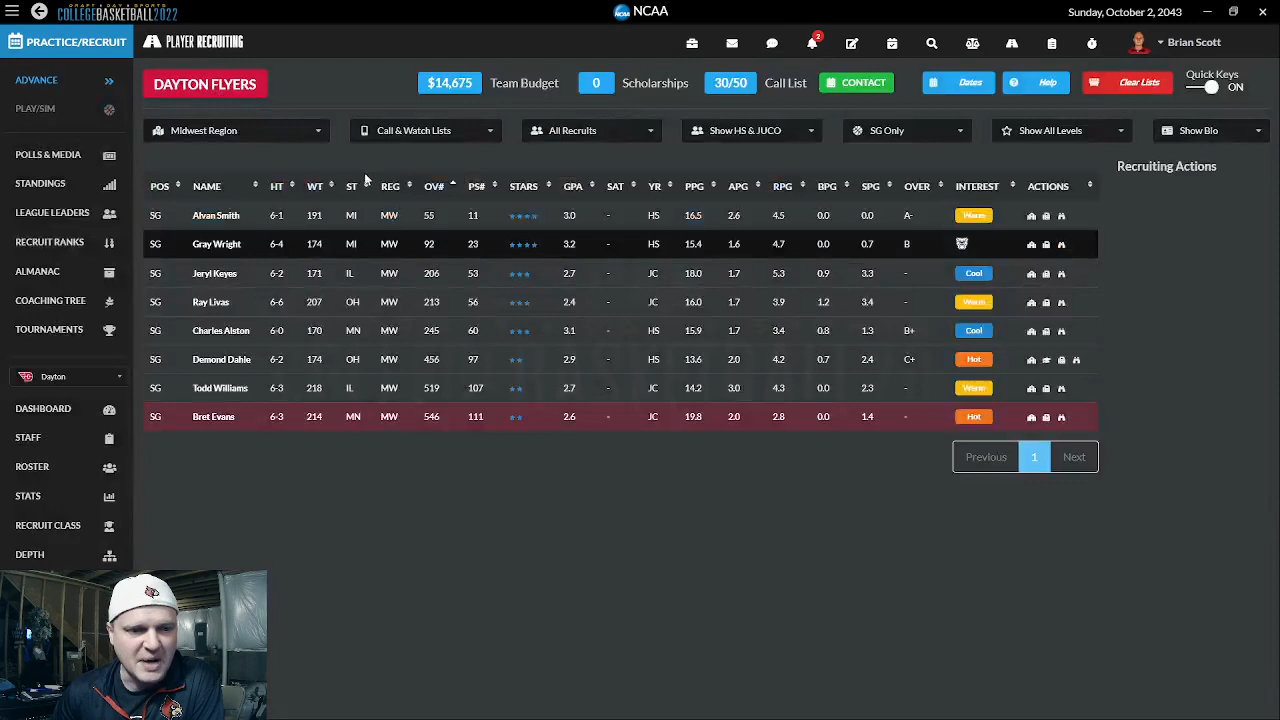 DRAFT DAY SPORTS
COLLEGE BASKETBALL 2022
NCAA
Sunday, October 2, 2043
PRACTICE/RECRUIT
PLAYER RECRUITING
2
Brian Scott
ADVANCE
PLAY/SIM
POLLS & MEDIA
STANDINGS
LEAGUE LEADERS
RECRUIT RANKS
ALMANAC
COACHING TREE
TOURNAMENTS
Dayton
DASHBOARD
STAFF
ROSTER
STATS
RECRUIT CLASS
DEPTH
DAYTON FLYERS
$14,675 Team Budget 0 Scholarships 30/50 Call List CONTACT Dates Help Clear Lists Quick Keys ON
Midwest Region Call & Watch Lists All Recruits Show HS & JUCO SG Only Show All Levels Show Bio
Recruiting Actions
POS NAME HT WT ST REG OV# PS# STARS GPA SAT YR PPG APG RPG BPG SPG OVER INTEREST ACTIONS
SG Alvan Smith 6-1 191 MI MW 55 11 3.0 - HS 16.5 2.6 4.5 0.0 0.0 A- Warm
SG Gray Wright 6-4 174 MI MW 92 23 3.2 - HS 15.4 1.6 4.7 0.0 0.7 B
SG Jeryl Keyes 6-2 171 IL MW 206 53 2.7 - JC 18.0 1.7 5.3 0.9 3.3 - Cool
SG Ray Livas 6-6 207 OH MW 213 56 2.4 - JC 16.0 1.7 3.9 1.2 3.4 - Warm
SG Charles Alston 6-0 170 MN MW 245 60 3.1 - HS 15.9 1.7 3.4 0.8 1.3 B+ Cool
SG Demond Dahle 6-2 174 OH MW 456 97 2.9 - HS 13.6 2.0 4.2 0.7 2.4 C+ Hot
SG Todd Williams 6-3 218 IL MW 519 107 2.7 - JC 14.2 3.0 4.3 0.0 2.3 - Warm
SG Bret Evans 6-3 214 MN MW 546 111 2.6 - JC 19.8 2.0 2.8 0.0 1.4 - Hot
Previous 1 Next